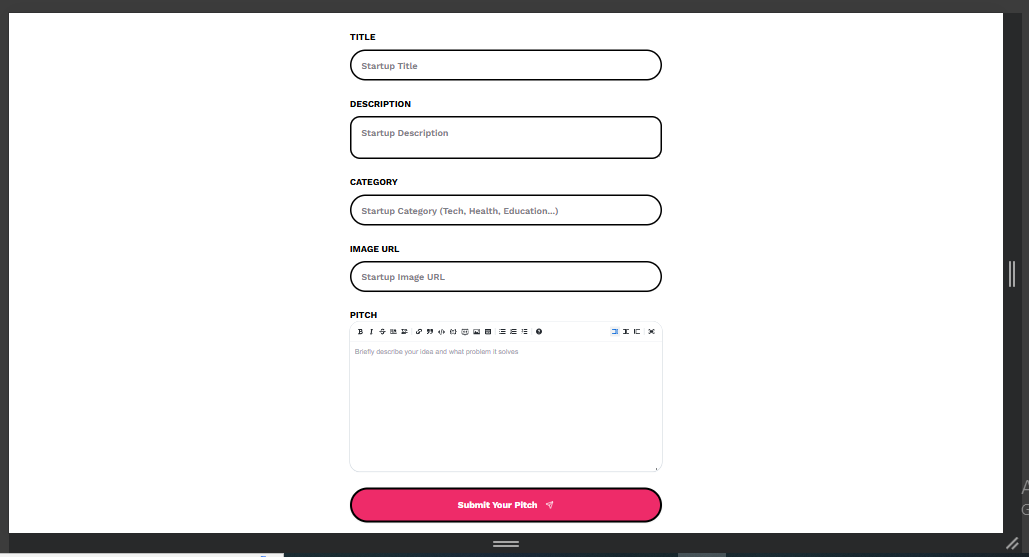 TITLE
Startup Title
DESCRIPTION
Startup Description
CATEGORY
Startup Category (Tech, Health, Education...)
IMAGE URL
Startup Image URL
PITCH
Briefly describe your idea and what problem it solves
Submit Your Pitch